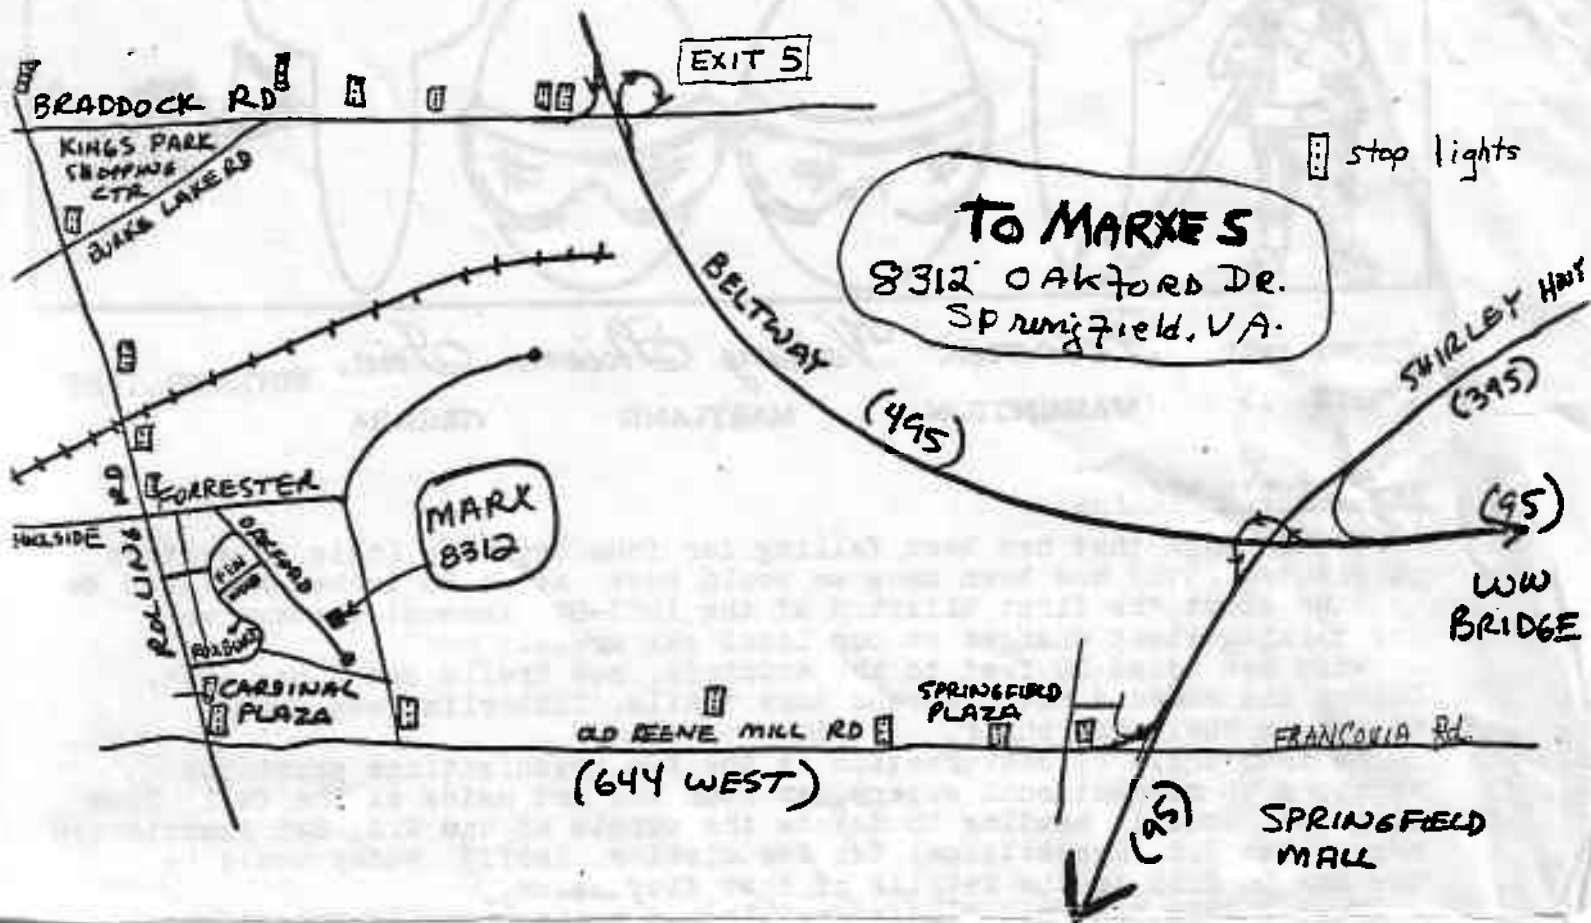 EXIT 5
BRADDOCK RD
KINGS PARK
SHOPPING
CTR
BURKE LAKE RD
stop lights
TO MARXES
8312 OAKFORD DR.
Springfield, VA.
BELTWAY
(495)
SHIRLEY HWY
(395)
(95)
WW
BRIDGE
FORRESTER
HILLSIDE
ROLLING RD
OAKFORD
MARX
8312
ROXBURY
CARDINAL
PLAZA
OLD KEENE MILL RD
(644 WEST)
SPRINGFIELD
PLAZA
FRANCONIA Rd.
(95)
SPRINGFIELD
MALL